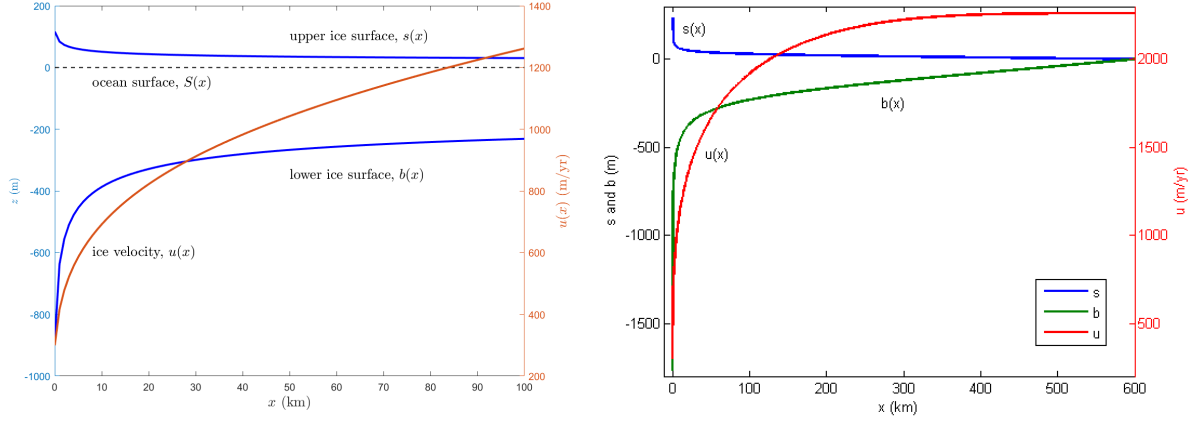 200
0
-200
-400
-600
-800
-1000
z (m)
0 10 20 30 40 50 60 70 80 90 100
x (km)
1400
1200
1000
800
600
400
200
u(x) (m/yr)
upper ice surface, s(x)
ocean surface, S(x)
lower ice surface, b(x)
ice velocity, u(x)
0
-500
-1000
-1500
s and b (m)
0 100 200 300 400 500 600
x (km)
2000
1500
1000
500
u (m/yr)
s(x)
b(x)
u(x)
s
b
u